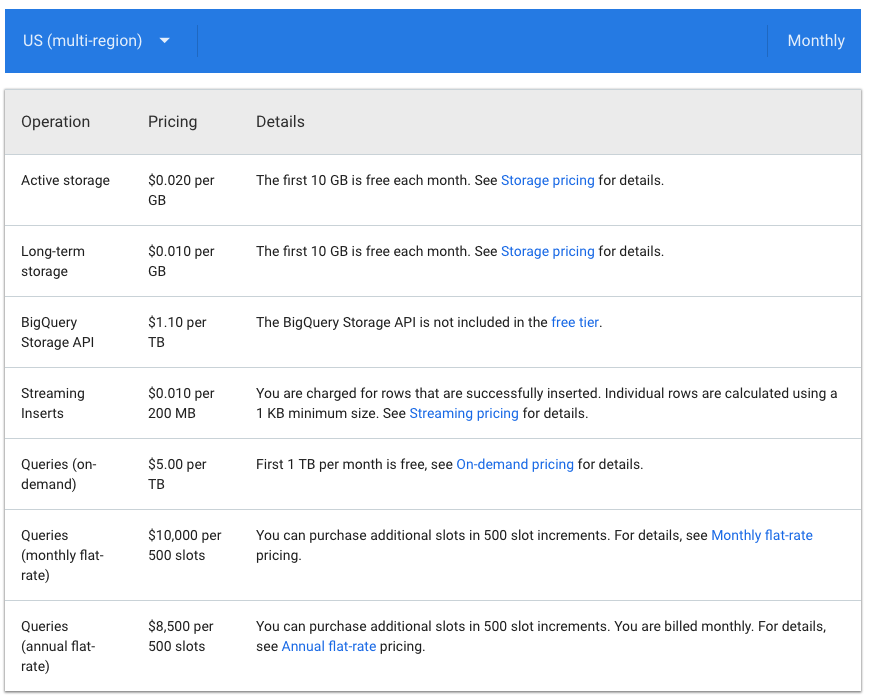 US (multi-region)
Monthly
Operation
Pricing
Details
Active storage
$0.020 per
GB
The first 10 GB is free each month. See Storage pricing for details.
Long-term
storage
$0.010 per
GB
The first 10 GB is free each month. See Storage pricing for details.
BigQuery
Storage API
$1.10 per
TB
The BigQuery Storage API is not included in the free tier.
Streaming
Inserts
$0.010 per
200 MB
You are charged for rows that are successfully inserted. Individual rows are calculated using a
1 KB minimum size. See Streaming pricing for details.
Queries (on-
demand)
$5.00 per
TB
First 1 TB per month is free, see On-demand pricing for details.
Queries
(monthly flat-
rate)
$10,000 per
500 slots
You can purchase additional slots in 500 slot increments. For details, see Monthly flat-rate
pricing.
Queries
(annual flat-
rate)
$8,500 per
500 slots
You can purchase additional slots in 500 slot increments. You are billed monthly. For details,
see Annual flat-rate pricing.